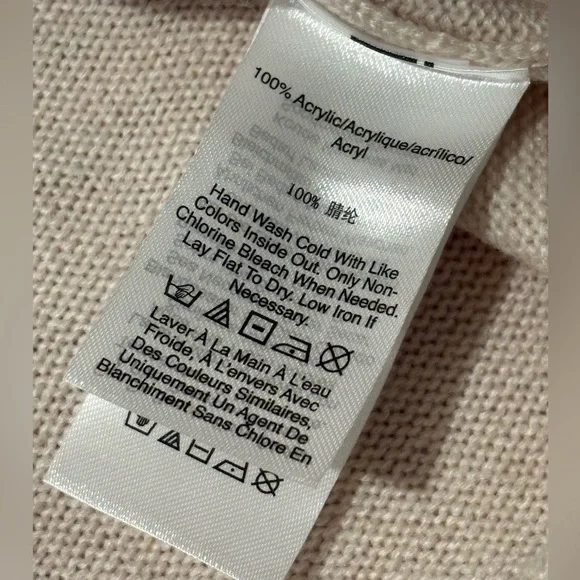 100% Acrylic/Acrylique/acrílico/
Acryl
100% 腈纶
Hand Wash Cold With Like
Colors Inside Out. Only Non-
Chlorine Bleach When Needed.
Lay Flat To Dry. Low Iron If
Necessary.
Laver À La Main À L'eau
Froide, À L'envers Avec
Des Couleurs Similaires,
Uniquement Un Agent De
Blanchiment Sans Chlore En